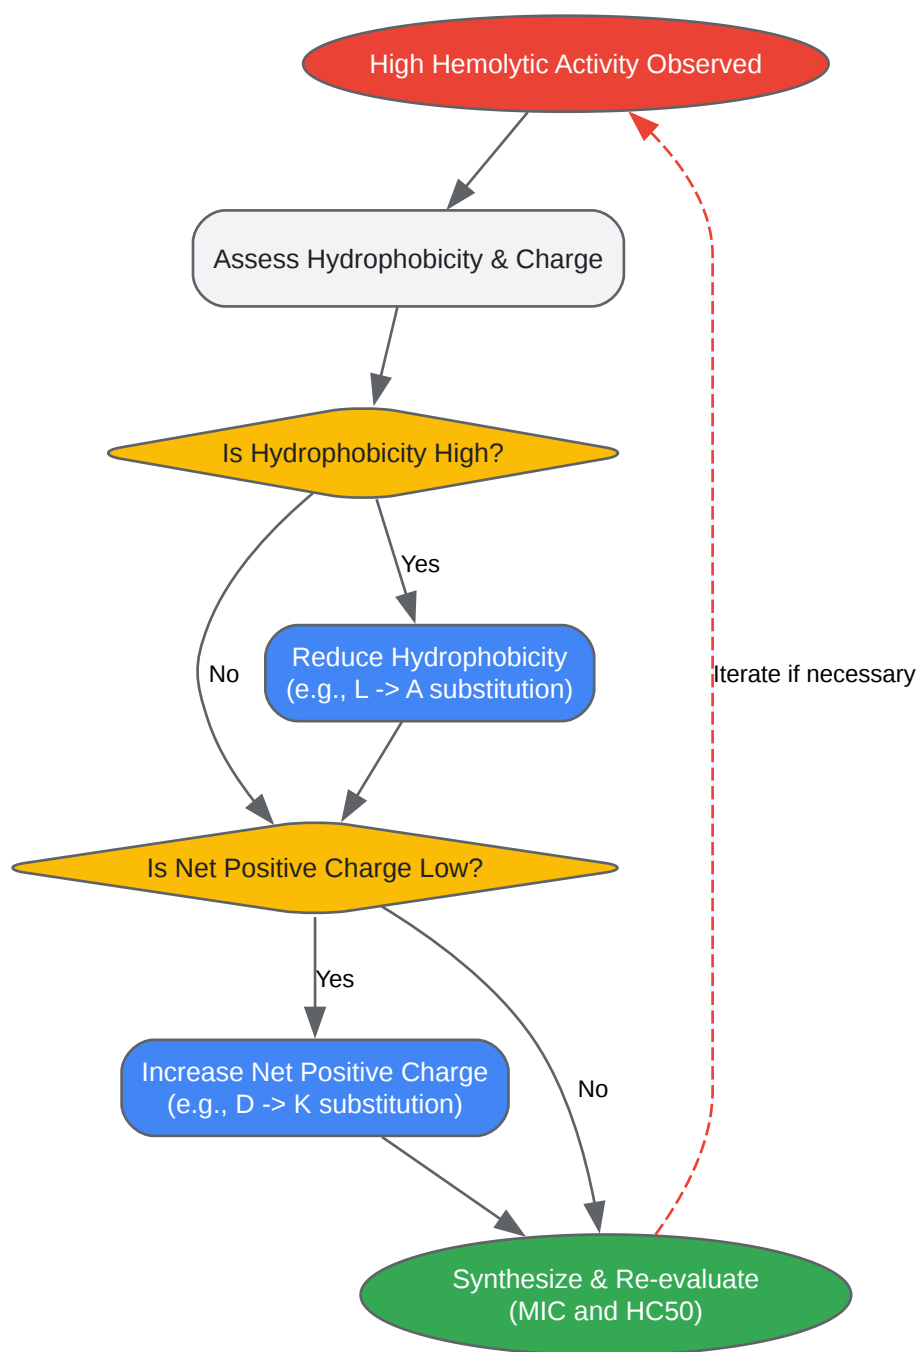 High Hemolytic Activity Observed
Assess Hydrophobicity & Charge
Is Hydrophobicity High?
Yes
Reduce Hydrophobicity
(e.g., L -> A substitution)
No
Iterate if necessary
Is Net Positive Charge Low?
Yes
Increase Net Positive Charge
(e.g., D -> K substitution)
No
Synthesize & Re-evaluate
(MIC and HC50)